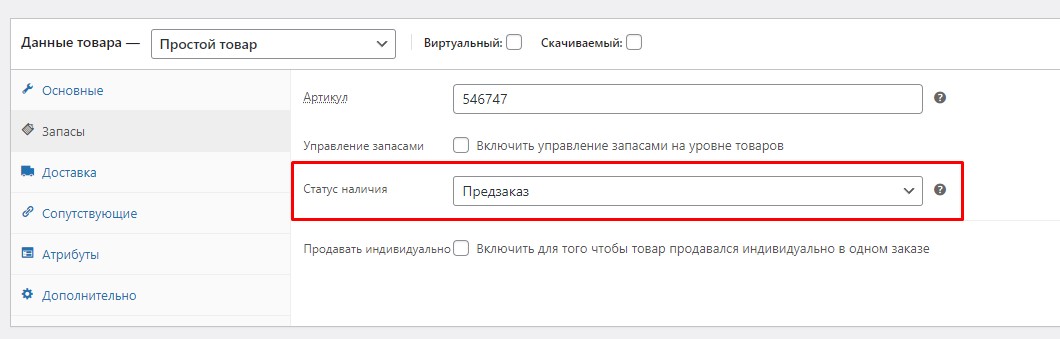 Данные товара — Простой товар Виртуальный: Скачиваемый:
Основные
Запасы
Доставка
Сопутствующие
Атрибуты
Дополнительно
Артикул 546747
Управление запасами Включить управление запасами на уровне товаров
Статус наличия Предзаказ
Продавать индивидуально Включить для того чтобы товар продавался индивидуально в одном заказе